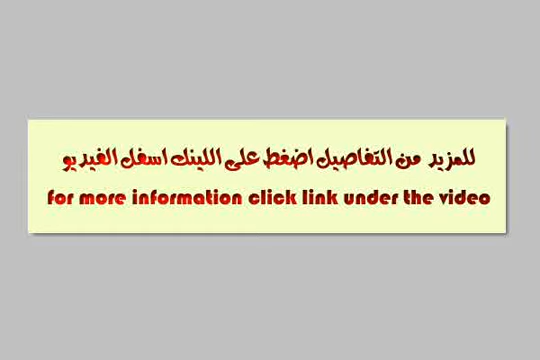 للمزيد من التفاصيل اضغط على اللينك اسفل الفيديو
for more information click link under the video